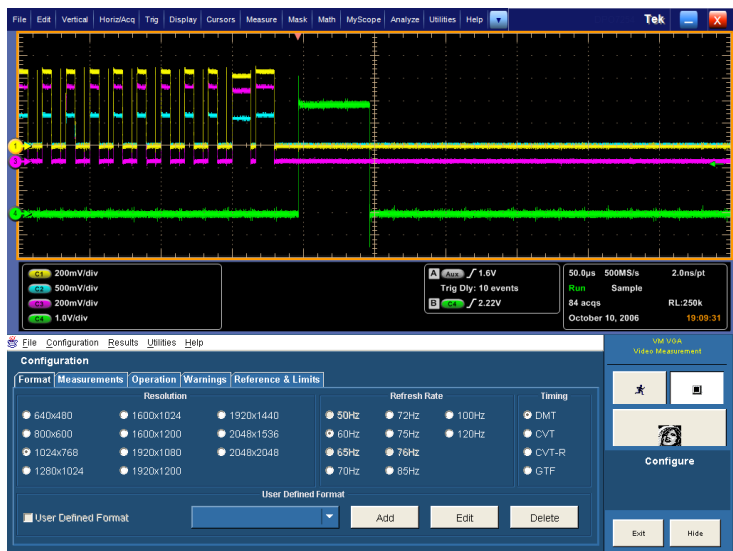 File Edit Vertical Horiz/Acq Trig Display Cursors Measure Mask Math MyScope Analyze Utilities Help Tek X
1
3
4
C1 200mV/div
C2 500mV/div
C3 200mV/div
C4 1.0V/div
A Aux 1.6V
Trig Dly: 10 events
B C4 2.22V
50.0µs 500MS/s 2.0ns/pt
Run Sample
84 acqs RL:250k
October 10, 2006 19:09:31
File Configuration Results Utilities Help
VM VGA
Video Measurement
Configuration
Format Measurements Operation Warnings Reference & Limits
Resolution Refresh Rate Timing
640x480 1600x1024 1920x1440 50Hz 72Hz 100Hz DMT
800x600 1600x1200 2048x1536 60Hz 75Hz 120Hz CVT
1024x768 1920x1080 2048x2048 65Hz 76Hz CVT-R
1280x1024 1920x1200 70Hz 85Hz GTF
Configure
User Defined Format
User Defined Format Add Edit Delete
Exit Hide